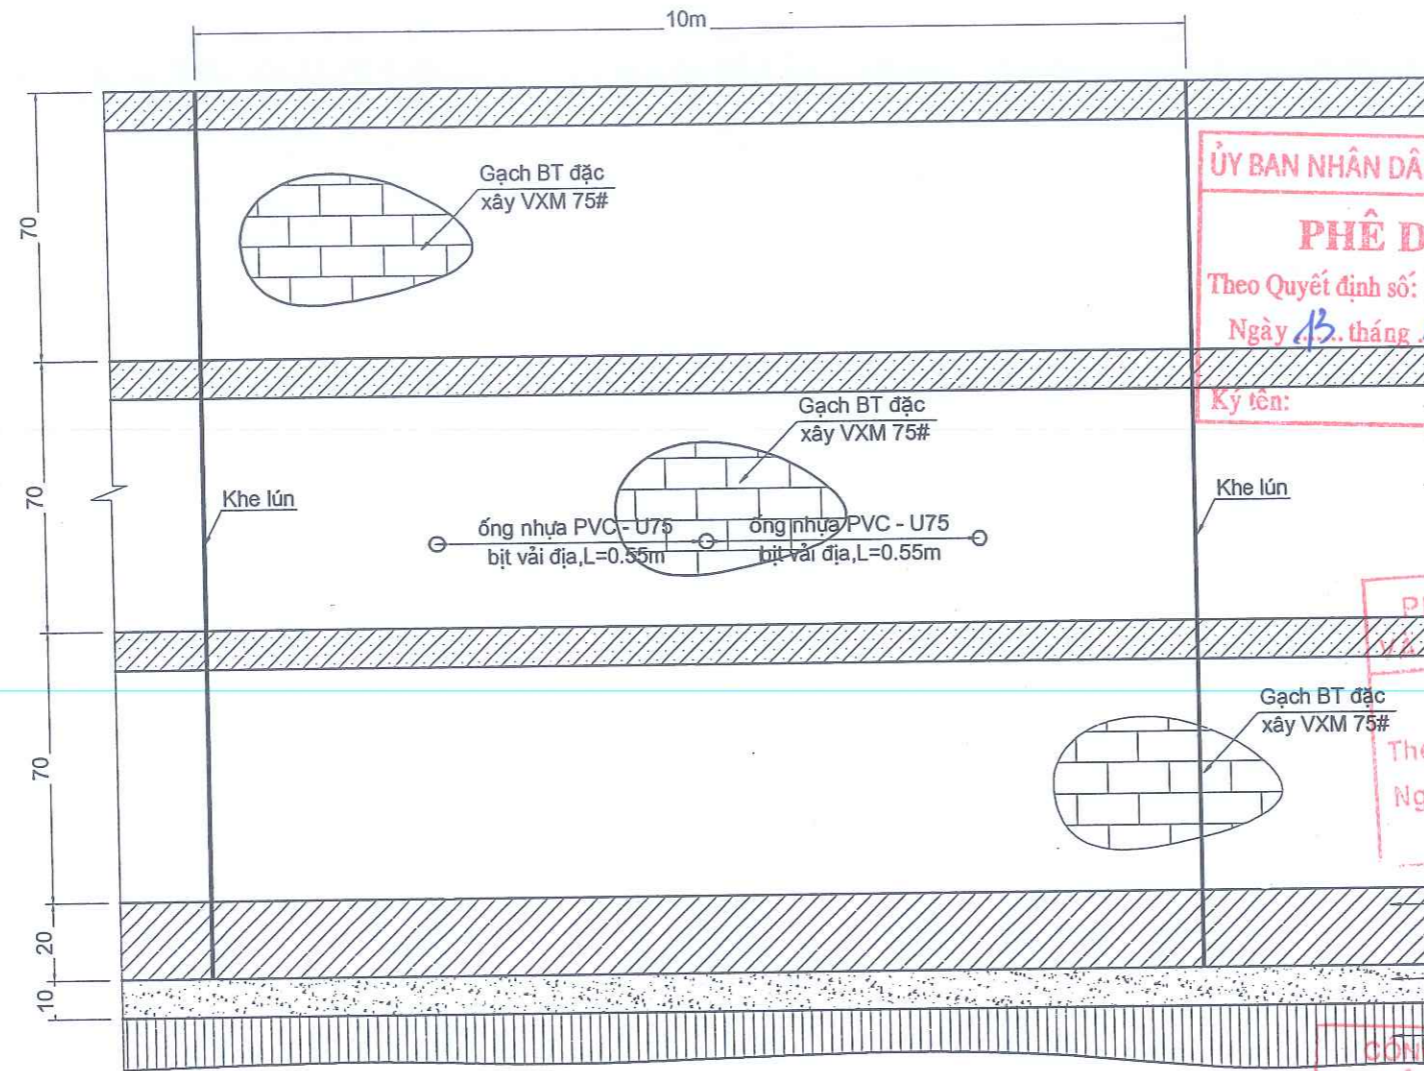 10m
70
Gạch BT đặc
xây VXM 75#
ỦY BAN NHÂN DÂ
PHÊ D
Theo Quyết định số:
Ngày 13 tháng
Ký tên:
70
Gạch BT đặc
xây VXM 75#
Khe lún
ống nhựa PVC - U75
bịt vải địa,L=0.55m
ống nhựa PVC - U75
bịt vải địa,L=0.55m
Khe lún
70
Gạch BT đặc
xây VXM 75#
20
10